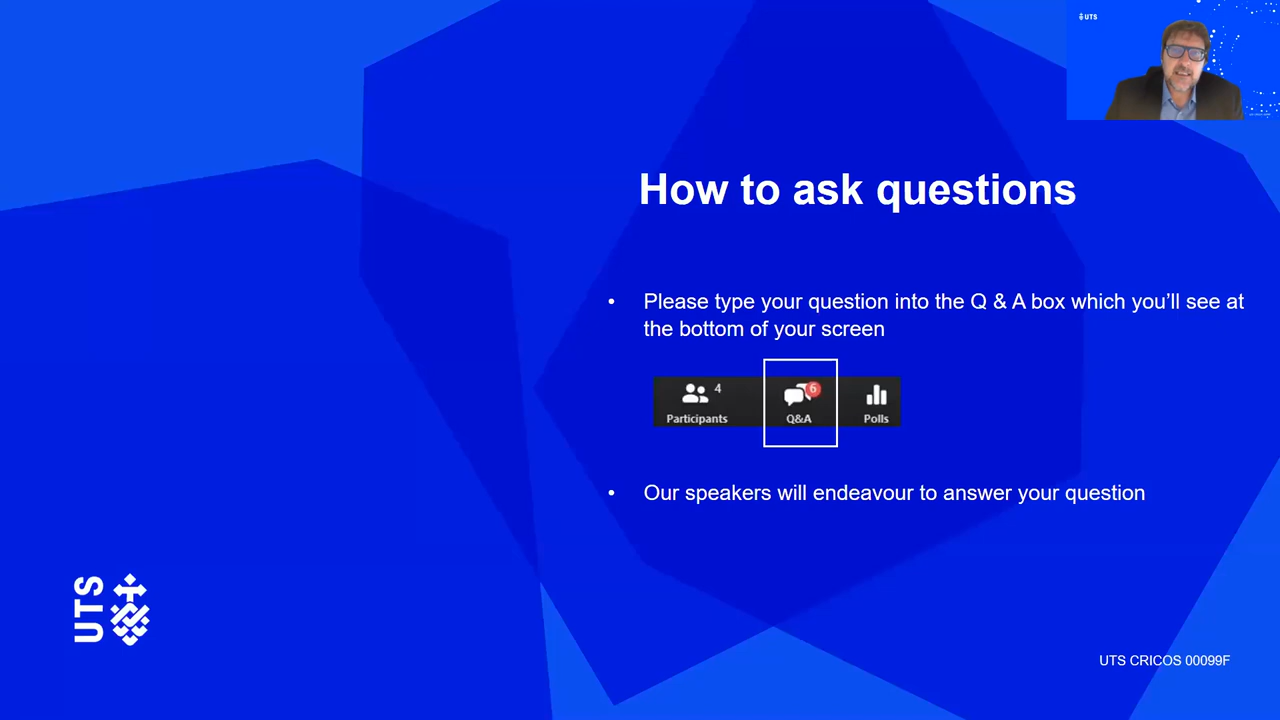 UTS
How to ask questions
• Please type your question into the Q & A box which you’ll see at
the bottom of your screen
4
6
Participants
Q&A
Polls
• Our speakers will endeavour to answer your question
UTS
UTS CRICOS 00099F